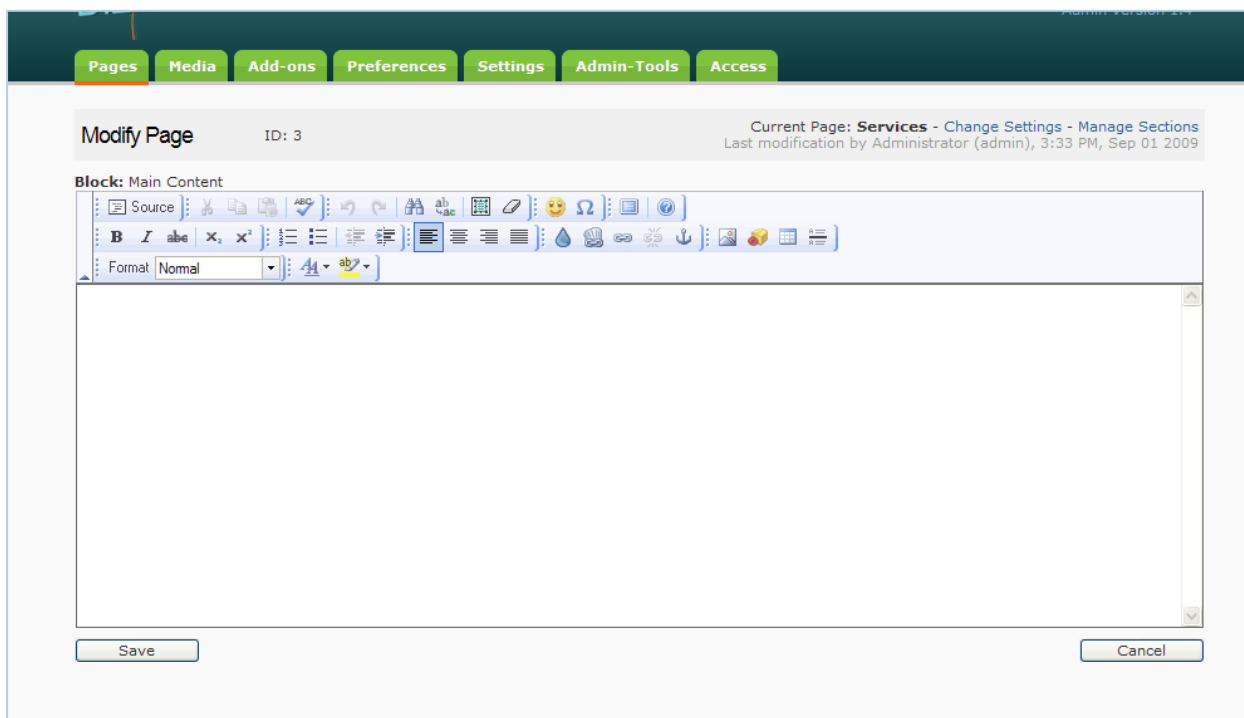 Pages Media Add-ons Preferences Settings Admin-Tools Access
Modify Page ID: 3 Current Page: Services - Change Settings - Manage Sections
Last modification by Administrator (admin), 3:33 PM, Sep 01 2009
Block: Main Content
Source
Format Normal
Save Cancel